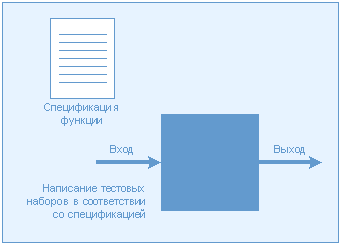 Спецификация
функции
Вход
Выход
Написание тестовых
наборов в соответствии
со спецификацией